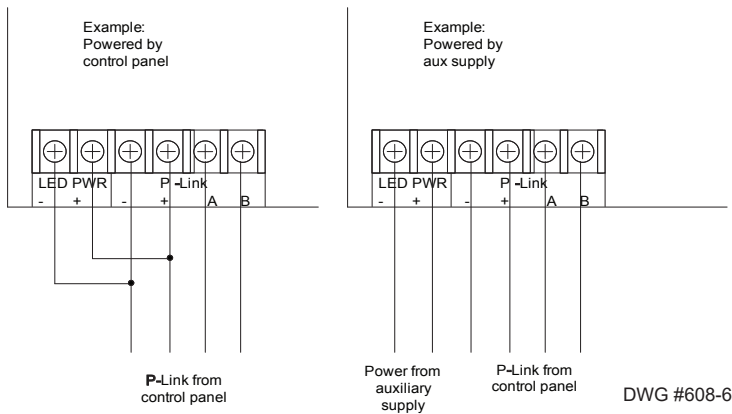 Example:
Powered by
control panel
LED PWR P -Link
- + - + A B
P-Link from
control panel
Example:
Powered by
aux supply
LED PWR P -Link
- + - + A B
Power from
auxiliary
supply
P-Link from
control panel
DWG #608-6